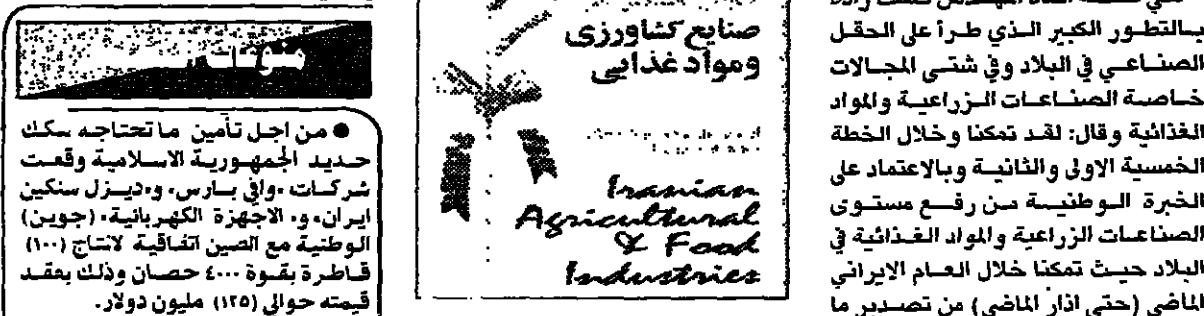 بالتطور الكبير الذي طرأ على الحقل
الصناعي في البلاد وفي شتى المجالات
خاصة الصناعات الزراعية والمواد
الغذائية وقال: لقد تمكنا وخلال الخطة
الخمسية الاولى والثانية وبالاعتماد على
الخبرة الوطنية من رفع مستوى
الصناعات الزراعية والمواد الغذائية في
البلاد حيث تمكنا خلال العام الايراني
الماضي (حتى اذار الماضي) من تصدير ما
صنايع كشاورزى
ومواد غذايى
Iranian
Agricultural
& Food
Industries
منوعات
● من اجل تأمين ما تحتاجه سكك
حديد الجمهورية الاسلامية وقعت
شركات «واﮔن بارس» و«ديزل سنكين
ايران» و« الاجهزة الكهربائية» (جوين)
الوطنية مع الصين اتفاقية لانتاج (١٠٠)
قاطرة بقوة ٤٠٠٠ حصان وذلك بعقد
قيمته حوالي (١٢٥) مليون دولار.